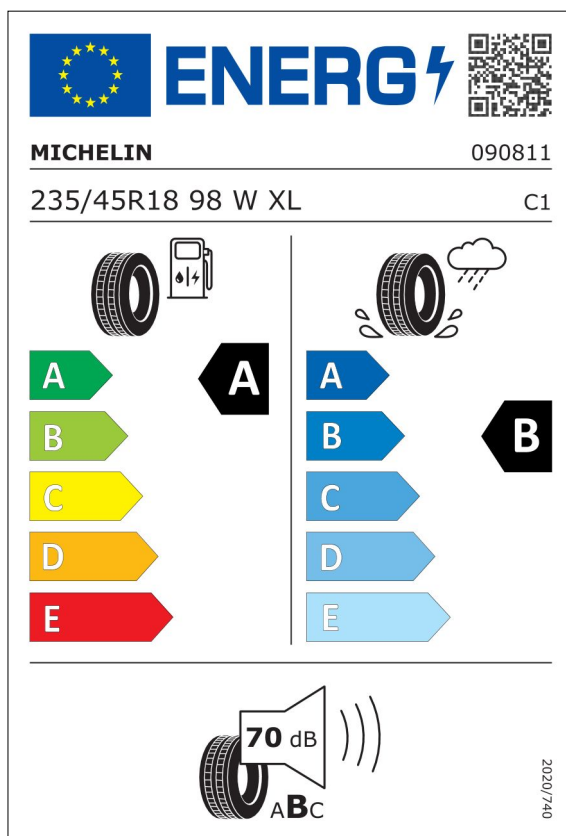 ENERG
MICHELIN 090811
235/45R18 98 W XL C1
A A
B
C
D
E
A
B B
C
D
E
70 dB
ABC
2020/740